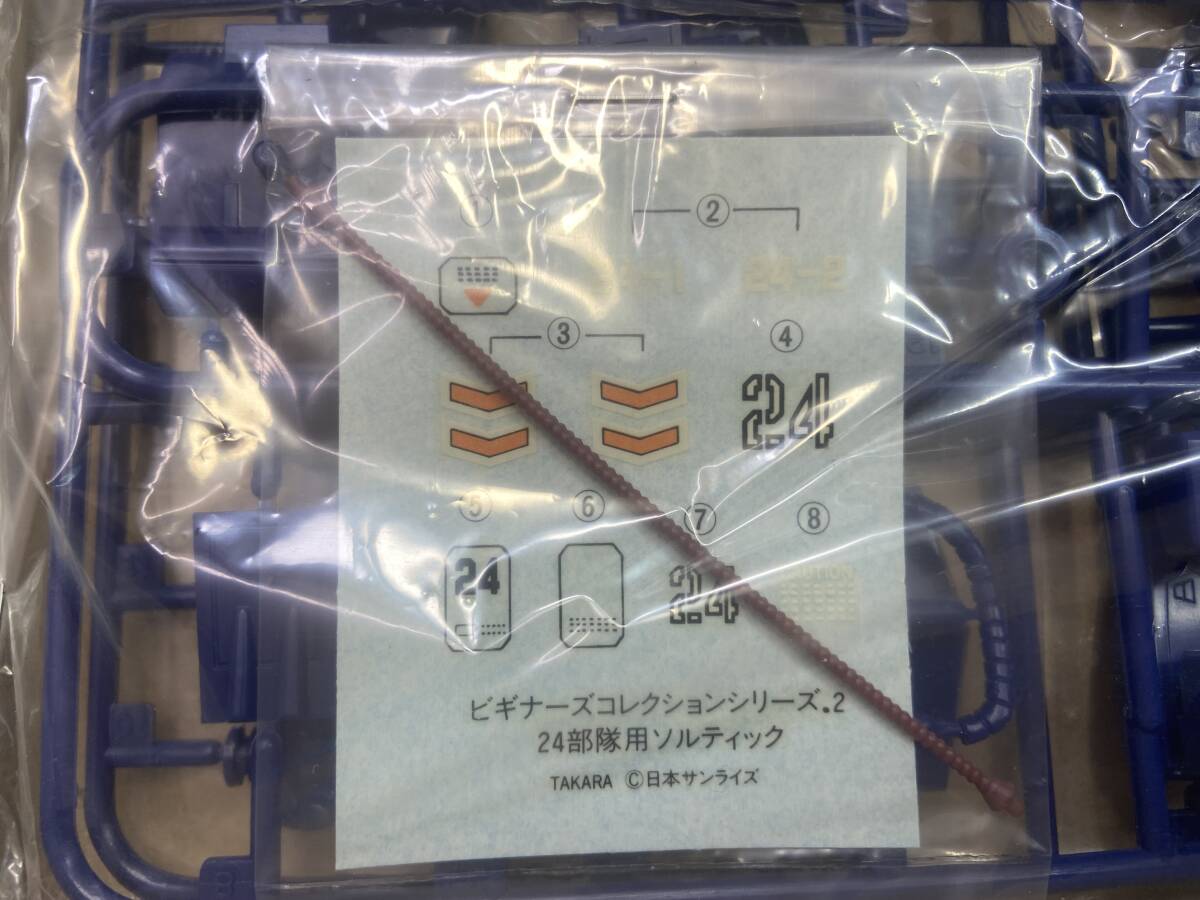 ① ②
24-2
③ ④
24
⑤ ⑥ ⑦ ⑧
24 24 CAUTION
ビギナーズコレクションシリーズ.2
24部隊用ソルティック
TAKARA ©日本サンライズ